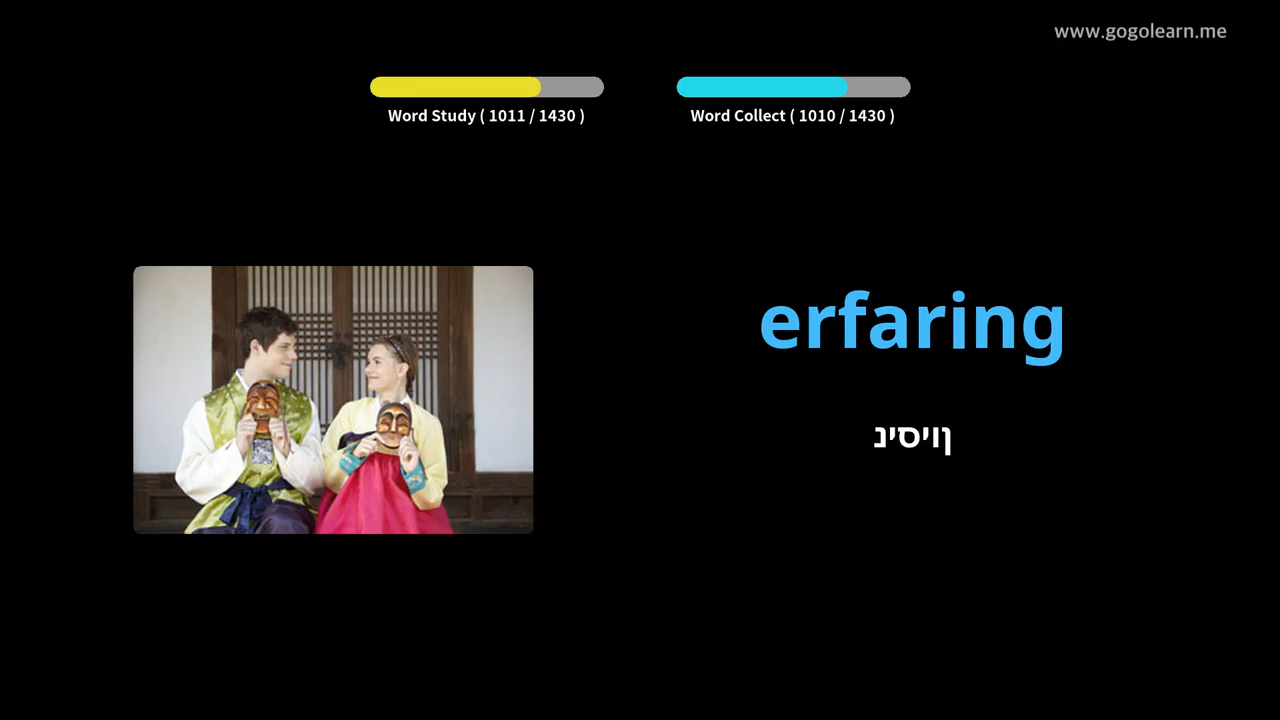 www.gogolearn.me
Word Study ( 1011 / 1430 )
Word Collect ( 1010 / 1430 )
erfaring
ןויסינ